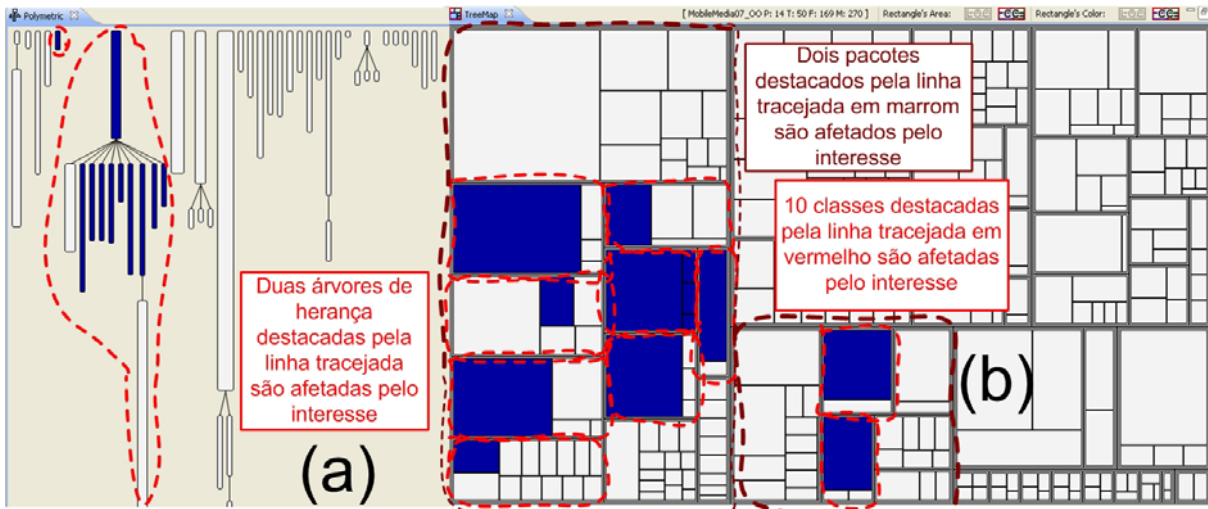 Polymetric
TreeMap
[ MobileMedia07_OO P: 14 T: 50 F: 169 M: 270 ]
Rectangle's Area:
Rectangle's Color:
Dois pacotes
destacados pela linha
tracejada em marrom
são afetados pelo
interesse
10 classes destacadas
pela linha tracejada em
vermelho são afetadas
pelo interesse
Duas árvores de
herança
destacadas pela
linha tracejada
são afetadas pelo
interesse
(a)
(b)